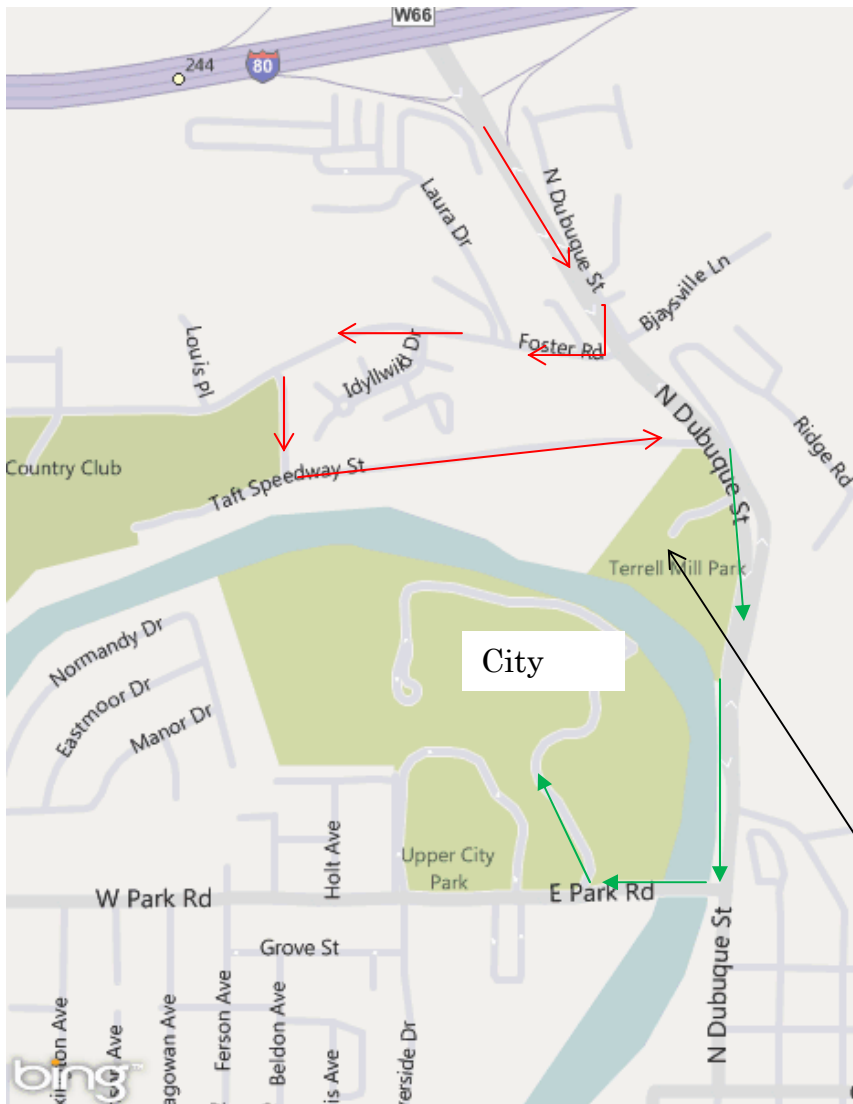 W66
244
80
Laura Dr
N Dubuque St
Bjaysville Ln
Louis Pl
Idyllwild Dr
Foster Rd
N Dubuque St
Ridge Rd
Country Club
Taft Speedway St
Terrell Mill Park
Normandy Dr
City
Eastmoor Dr
Manor Dr
Holt Ave
Upper City
Park
W Park Rd
E Park Rd
N Dubuque St
Grove St
Ferson Ave
Beldon Ave
bing